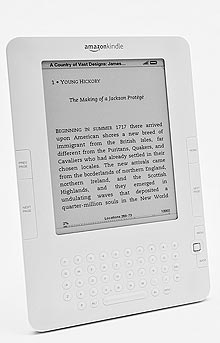 amazonkindle
A Country of Vast Designs: James...
1 • YOUNG HICKORY
The Making of a Jackson Protégé
BEGINNING IN SUMMER 1717 there arrived
upon American shores a new breed of
immigrant from the British Isles, far
different from the Puritans, Quakers, and
Cavaliers who had already settled in their
chosen locales. The new arrivals came
from the borderlands of northern England,
northern Ireland, and the Scottish
Highlands, and they emerged in
undulating waves that deposited a
quarter-million souls in the New World
2%
PREV
PAGE
NEXT
PAGE
HOME
NEXT
PAGE
MENU
BACK